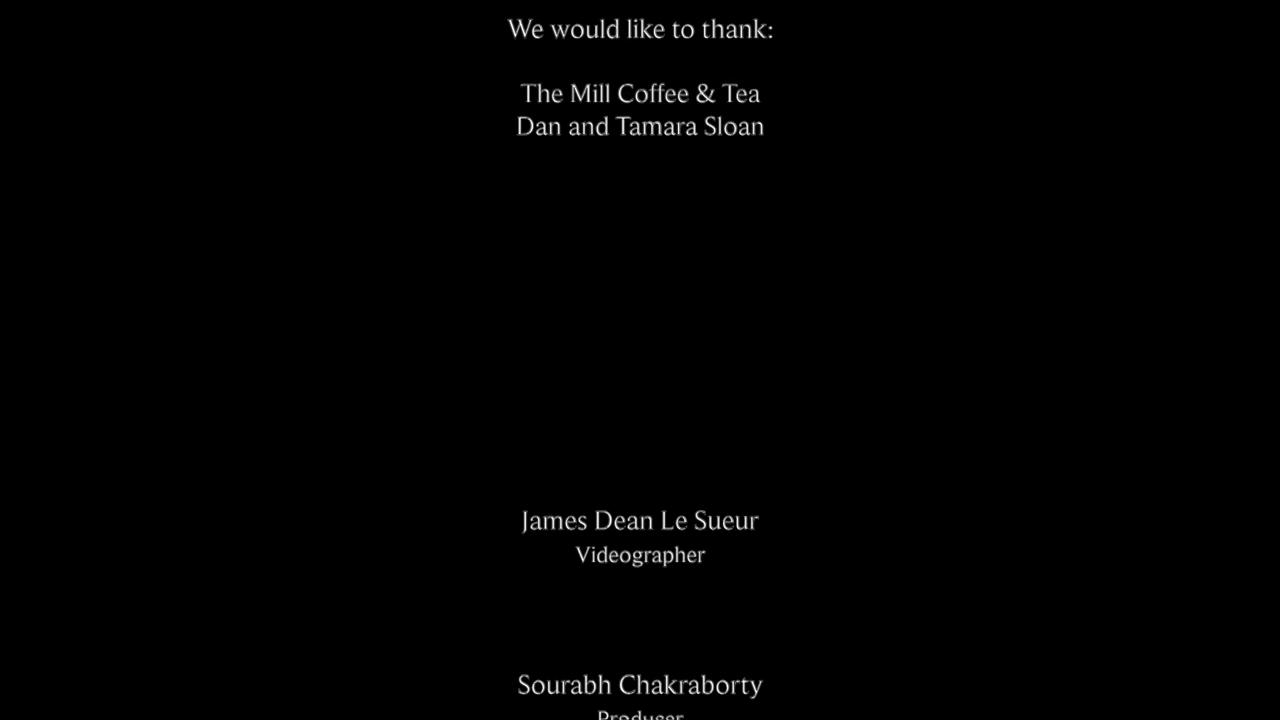 We would like to thank:
The Mill Coffee & Tea
Dan and Tamara Sloan
James Dean Le Sueur
Videographer
Sourabh Chakraborty
Producer